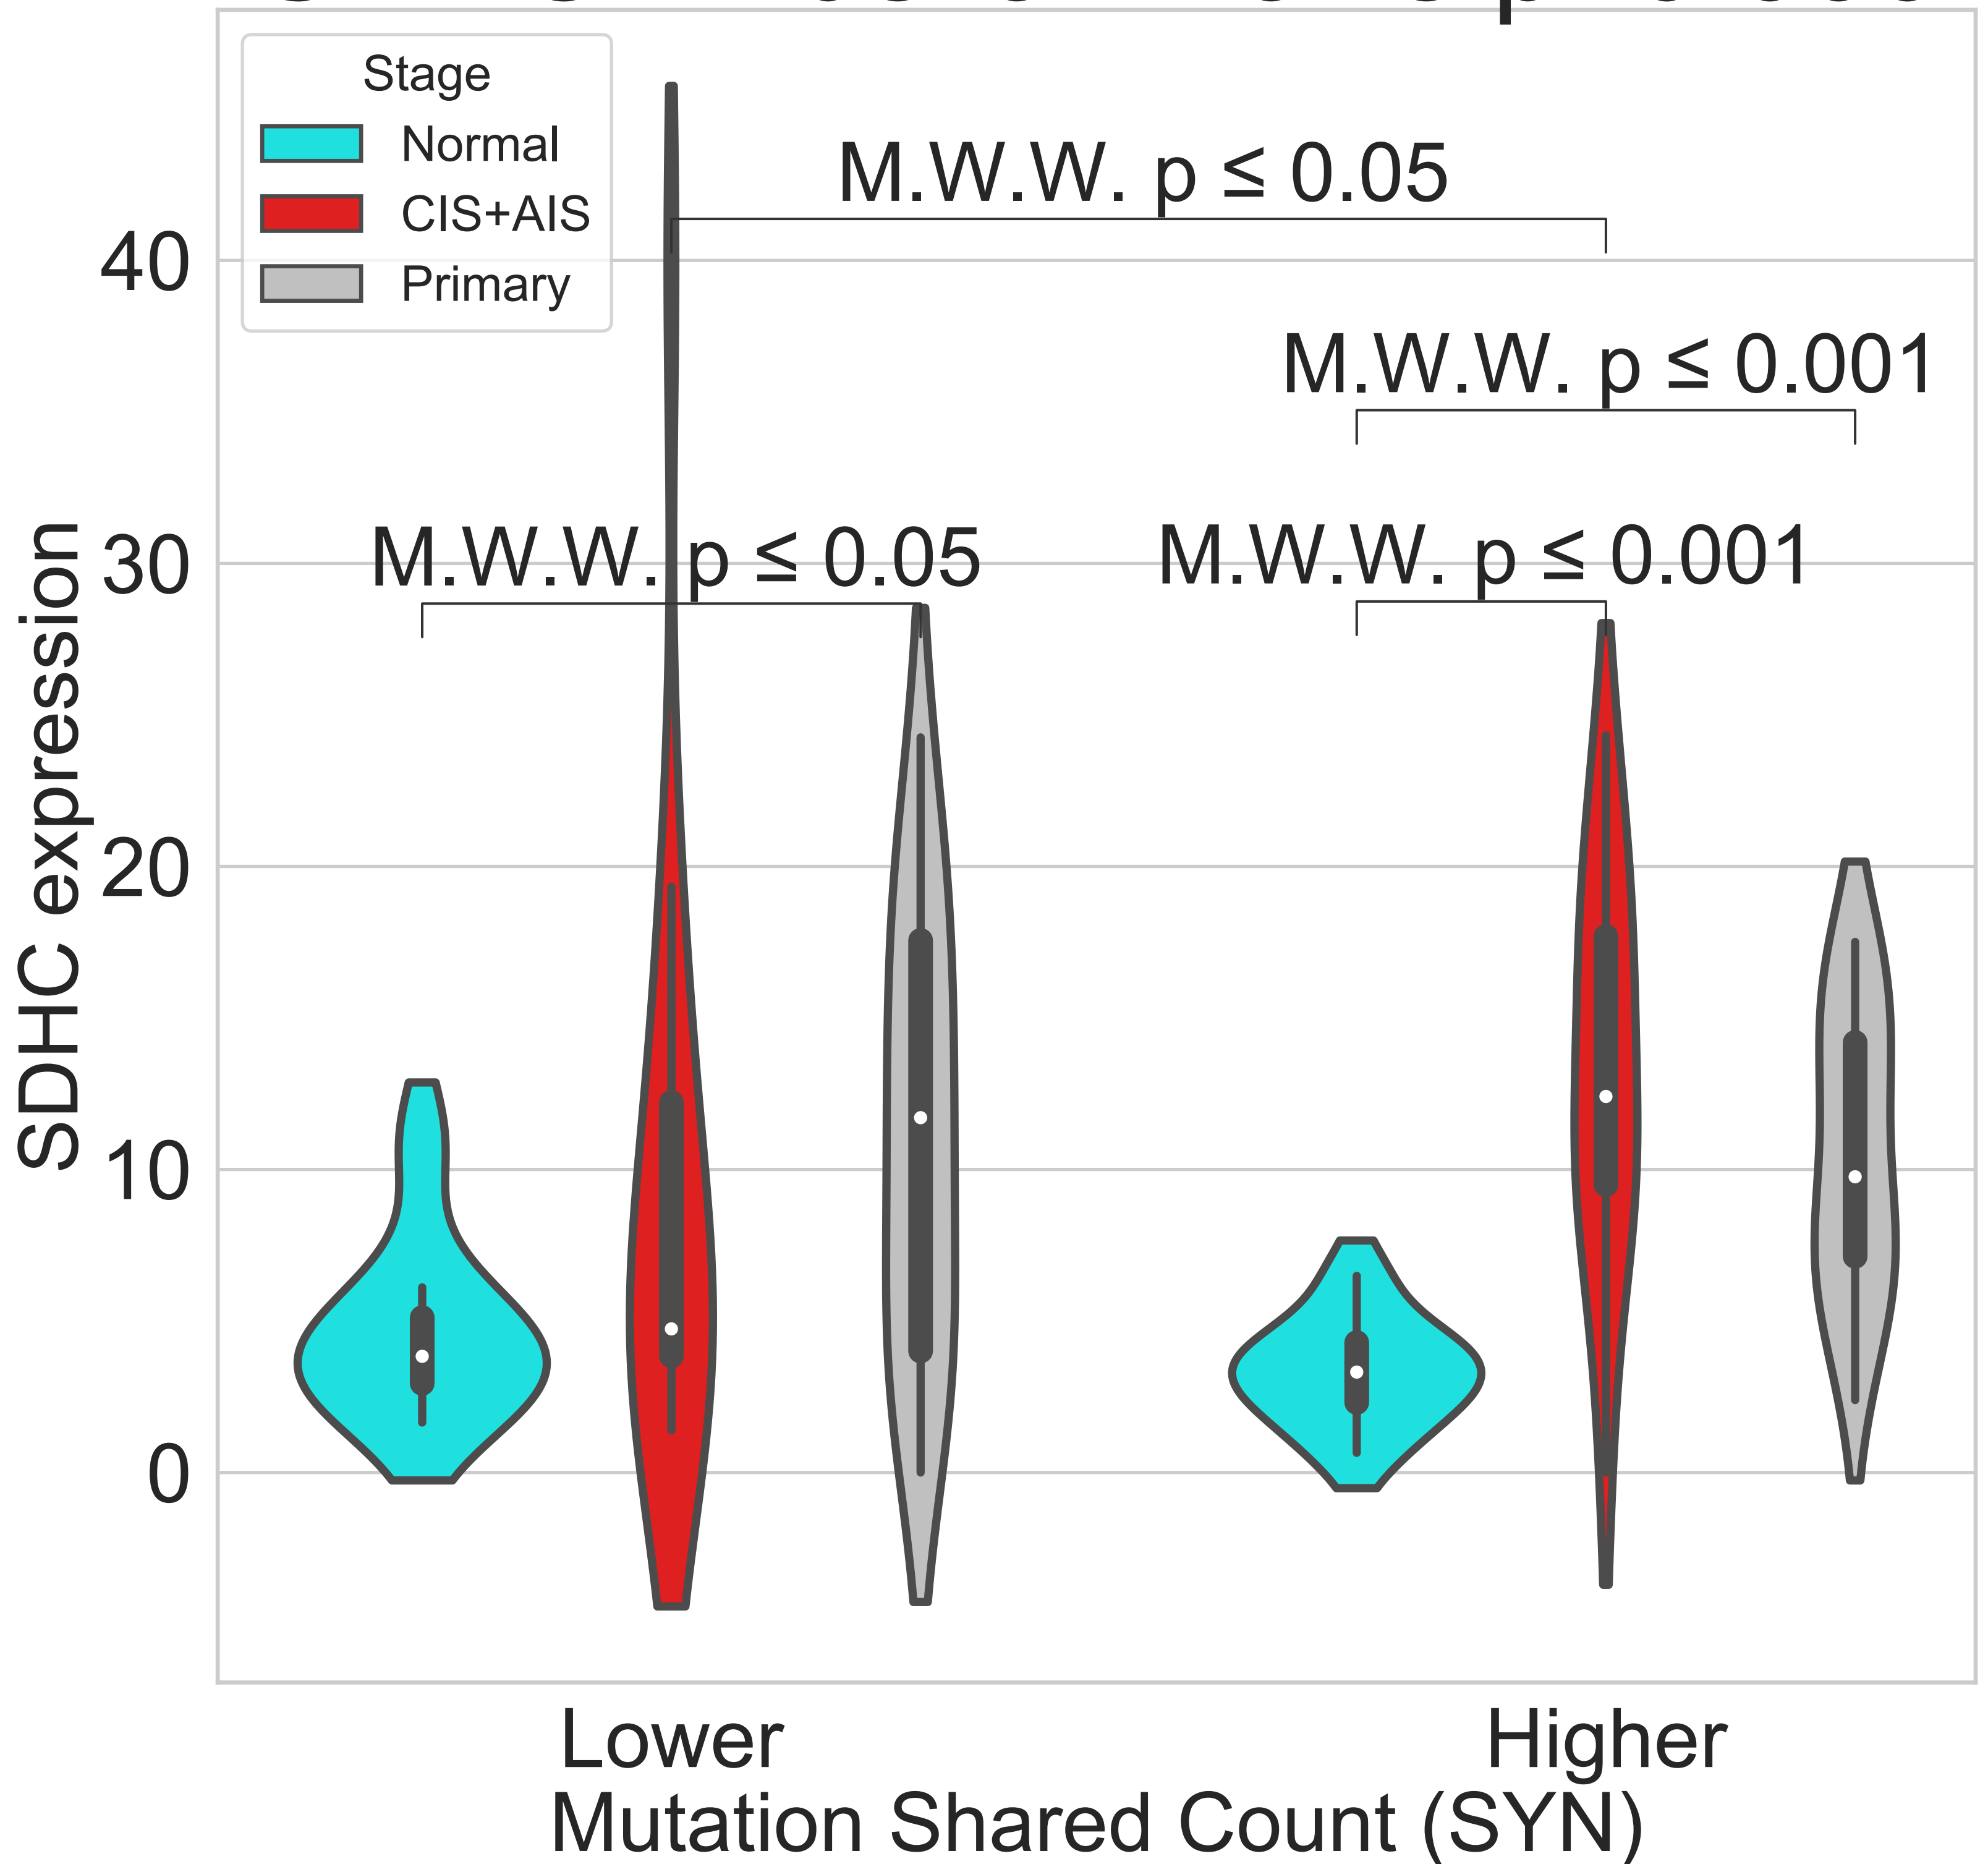 Stage
Normal
CIS+AIS
Primary
M.W.W. p ≤ 0.05
M.W.W. p ≤ 0.001
M.W.W. p ≤ 0.05
M.W.W. p ≤ 0.001
40
30
20
10
0
SDHC expression
Lower
Higher
Mutation Shared Count (SYN)